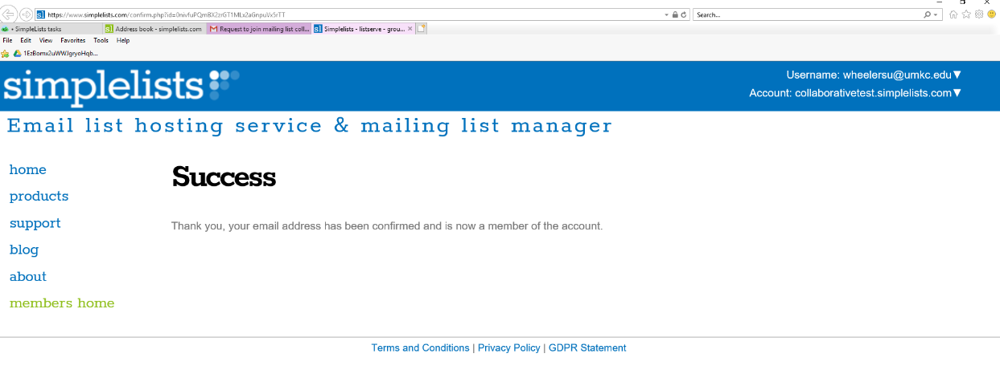 https://www.simplelists.com/confirm.php?id=0nivfuPQmBX2zrGT1MLx2aGnpuVx5rTT
Search...
• SimpleLists tasks
sl Address book - simplelists.com
Request to join mailing list coll...
sl Simplelists - listserve - grou...
File Edit View Favorites Tools Help
1EzBomx2uWWJgryoHqb...
simplelists
Username: wheelersu@umkc.edu▼
Account: collaborativetest.simplelists.com▼
Email list hosting service & mailing list manager
home
products
support
blog
about
members home
Success
Thank you, your email address has been confirmed and is now a member of the account.
Terms and Conditions | Privacy Policy | GDPR Statement